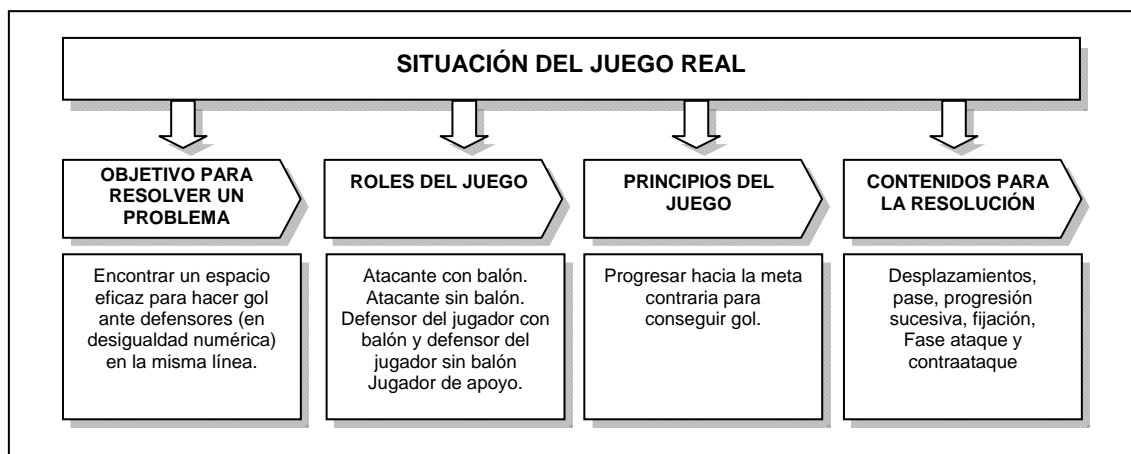 SITUACIÓN DEL JUEGO REAL
OBJETIVO PARA
RESOLVER UN
PROBLEMA
ROLES DEL JUEGO
PRINCIPIOS DEL
JUEGO
CONTENIDOS PARA
LA RESOLUCIÓN
Encontrar un espacio
eficaz para hacer gol
ante defensores (en
desigualdad numérica)
en la misma línea.
Atacante con balón.
Atacante sin balón.
Defensor del jugador con
balón y defensor del
jugador sin balón
Jugador de apoyo.
Progresar hacia la meta
contraria para
conseguir gol.
Desplazamientos,
pase, progresión
sucesiva, fijación,
Fase ataque y
contraataque